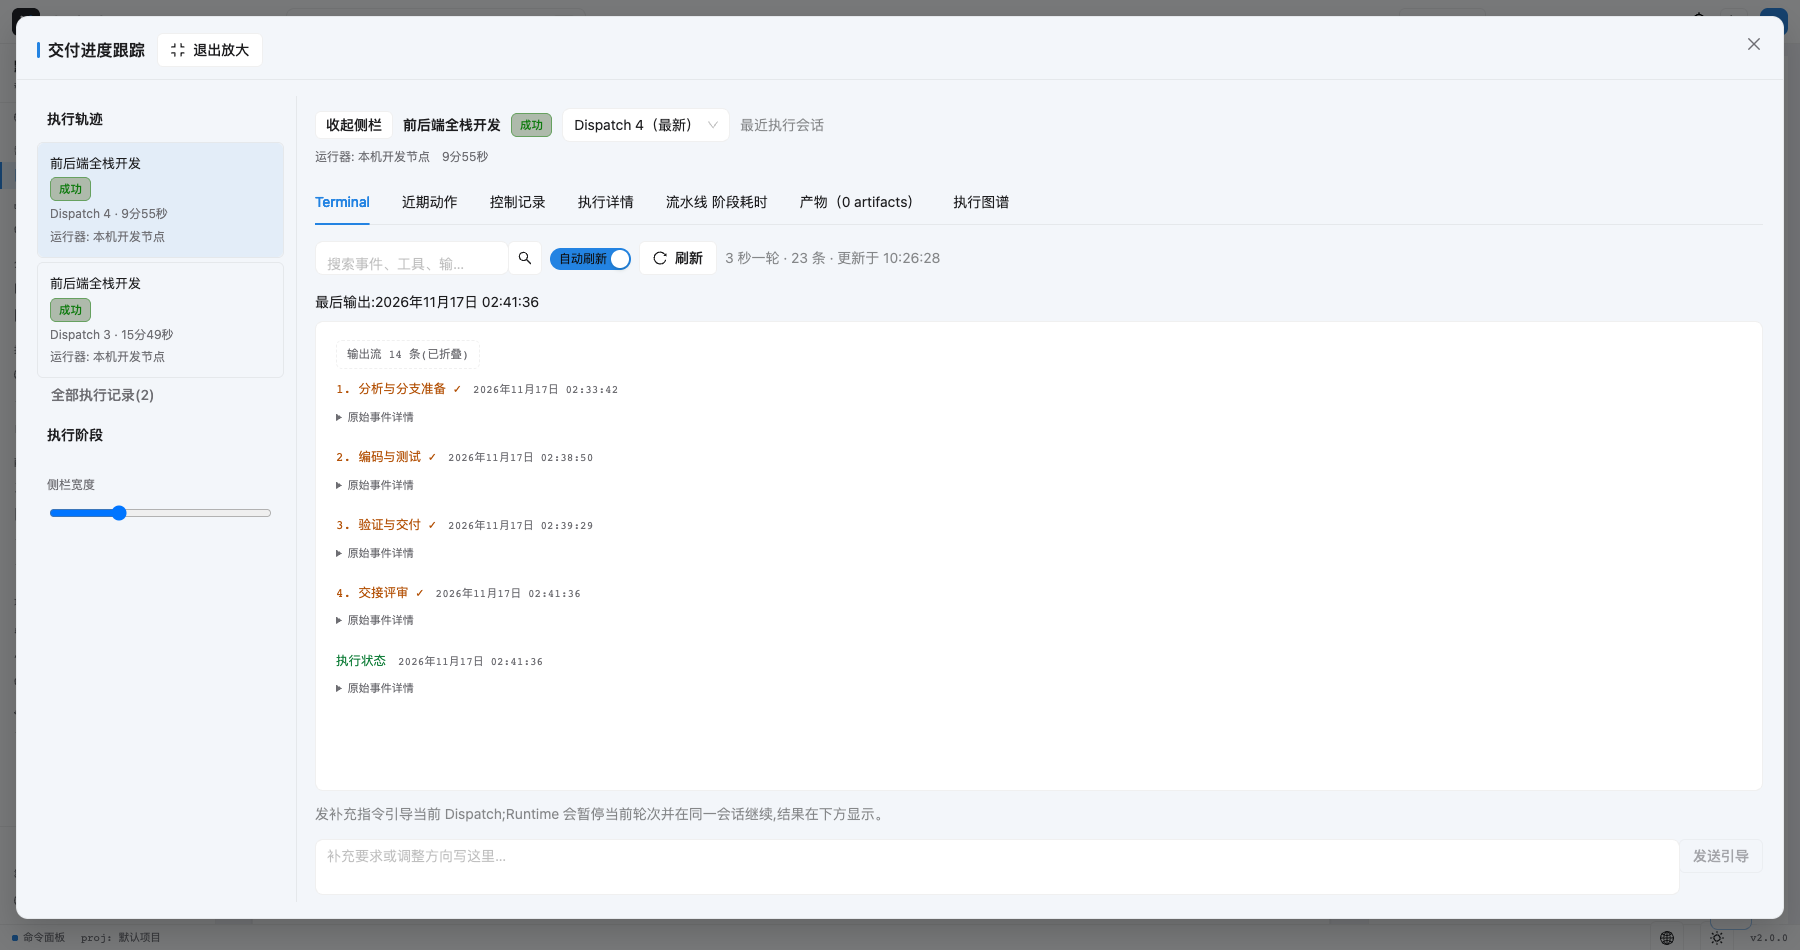 交付进度跟踪
退出放大
执行轨迹
前后端全栈开发
成功
Dispatch 4 · 9分55秒
运行器: 本机开发节点
前后端全栈开发
成功
Dispatch 3 · 15分49秒
运行器: 本机开发节点
全部执行记录(2)
执行阶段
侧栏宽度
收起侧栏
前后端全栈开发
成功
Dispatch 4（最新）
最近执行会话
运行器: 本机开发节点 9分55秒
Terminal
近期动作
控制记录
执行详情
流水线 阶段耗时
产物（0 artifacts）
执行图谱
搜索事件、工具、输...
自动刷新
刷新
3 秒一轮 · 23 条 · 更新于 10:26:28
最后输出:2026年11月17日 02:41:36
输出流 14 条(已折叠)
1. 分析与分支准备 ✓ 2026年11月17日 02:33:42
▶ 原始事件详情
2. 编码与测试 ✓ 2026年11月17日 02:38:50
▶ 原始事件详情
3. 验证与交付 ✓ 2026年11月17日 02:39:29
▶ 原始事件详情
4. 交接评审 ✓ 2026年11月17日 02:41:36
▶ 原始事件详情
执行状态 2026年11月17日 02:41:36
▶ 原始事件详情
发补充指令引导当前 Dispatch;Runtime 会暂停当前轮次并在同一会话继续,结果在下方显示。
补充要求或调整方向写这里...
发送引导
命令面板
proj: 默认项目
v2.0.0